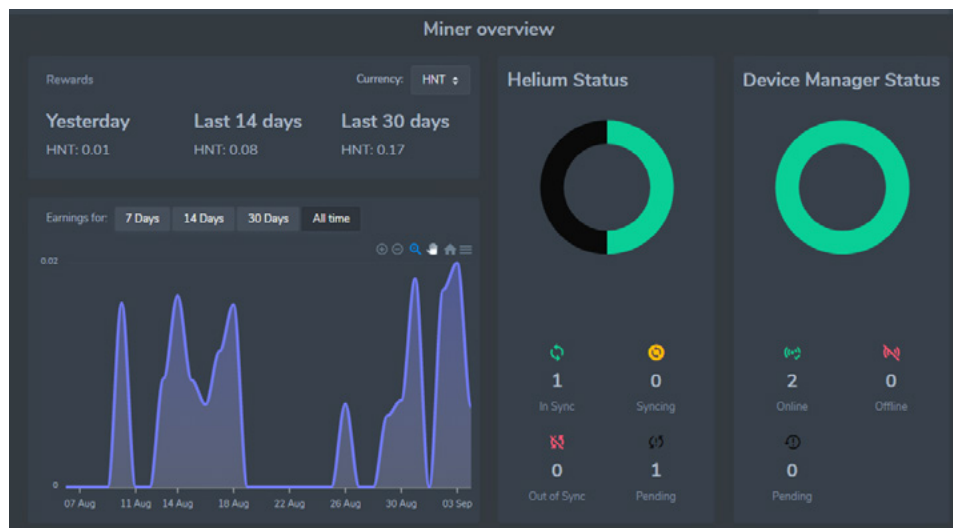 Miner overview
Rewards
Currency: HNT
Yesterday
HNT: 0.01
Last 14 days
HNT: 0.08
Last 30 days
HNT: 0.17
Earnings for: 7 Days 14 Days 30 Days All time
0.02
0
07 Aug 11 Aug 14 Aug 18 Aug 22 Aug 26 Aug 30 Aug 03 Sep
Helium Status
1
In Sync
0
Syncing
0
Out of Sync
1
Pending
Device Manager Status
2
Online
0
Offline
0
Pending